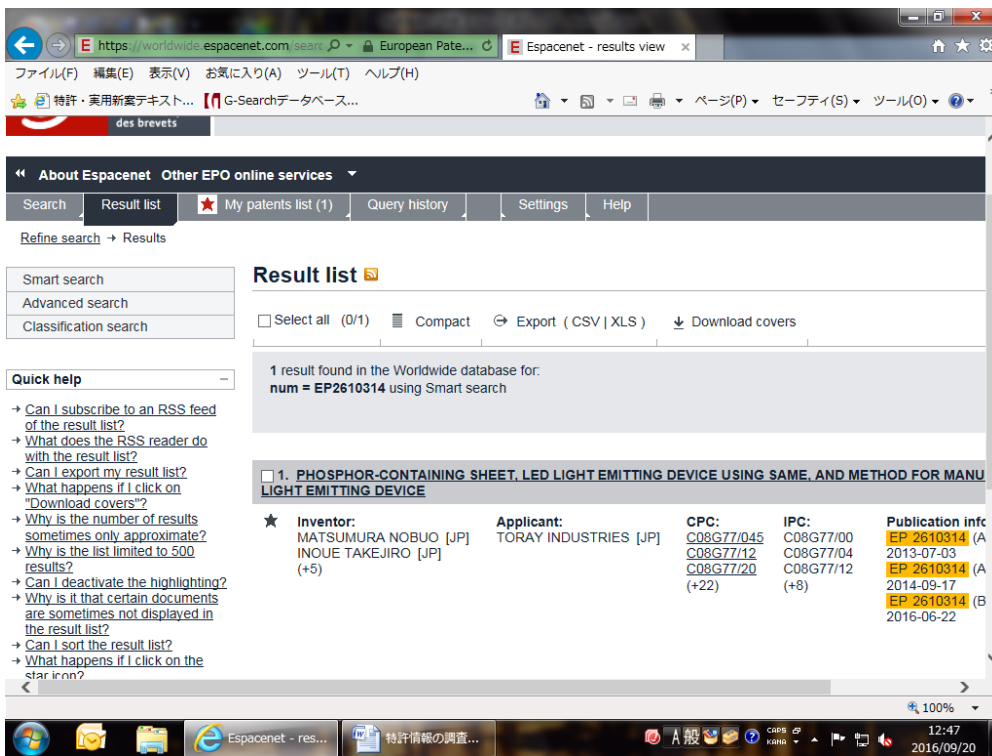 E https://worldwide.espacenet.com/searc European Pate...
E Espacenet - results view
ファイル(F) 編集(E) 表示(V) お気に入り(A) ツール(T) ヘルプ(H)
特許・実用新案テキスト... G-Searchデータベース... ページ(P) セーフティ(S) ツール(O)
des brevets
About Espacenet Other EPO online services
Search Result list My patents list (1) Query history Settings Help
Refine search → Results
Smart search
Advanced search
Classification search
Result list
Select all (0/1) Compact Export ( CSV | XLS ) Download covers
1 result found in the Worldwide database for:
num = EP2610314 using Smart search
Quick help
→ Can I subscribe to an RSS feed
of the result list?
→ What does the RSS reader do
with the result list?
→ Can I export my result list?
→ What happens if I click on
"Download covers"?
→ Why is the number of results
sometimes only approximate?
→ Why is the list limited to 500
results?
→ Can I deactivate the highlighting?
→ Why is it that certain documents
are sometimes not displayed in
the result list?
→ Can I sort the result list?
→ What happens if I click on the
star icon?
1. PHOSPHOR-CONTAINING SHEET, LED LIGHT EMITTING DEVICE USING SAME, AND METHOD FOR MANU
LIGHT EMITTING DEVICE
Inventor:
MATSUMURA NOBUO [JP]
INOUE TAKEJIRO [JP]
(+5)
Applicant:
TORAY INDUSTRIES [JP]
CPC:
C08G77/045
C08G77/12
C08G77/20
(+22)
IPC:
C08G77/00
C08G77/04
C08G77/12
(+8)
Publication info
EP 2610314 (A
2013-07-03
EP 2610314 (A
2014-09-17
EP 2610314 (B
2016-06-22
100%
Espacenet - res... 特許情報の調査... A 般 CAPS KANA 12:47
2016/09/20